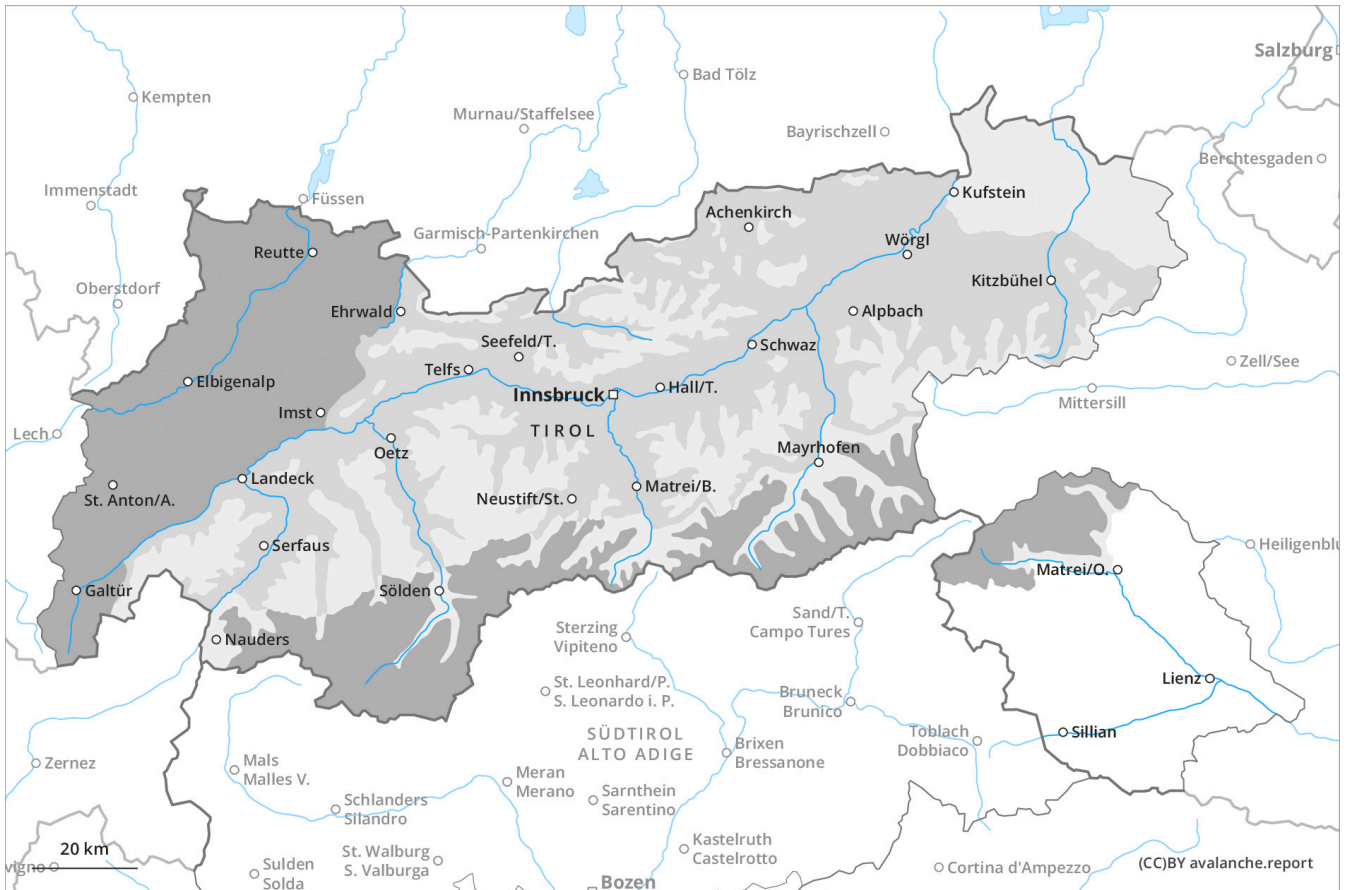 Salzburg
Bad Tölz
Kempten
Murnau/Staffelsee
Bayrischzell
Berchtesgaden
Immenstadt
Füssen
Kufstein
Achenkirch
Garmisch-Partenkirchen
Wörgl
Reutte
Kitzbühel
Oberstdorf
Ehrwald
Alpbach
Seefeld/T.
Schwaz
Zell/See
Telfs
Elbigenalp
Hall/T.
Innsbruck
Mittersill
Imst
TIROL
Lech
Oetz
Mayrhofen
Landeck
Matrei/B.
St. Anton/A.
Neustift/St.
Serfaus
Heiligenblu
Matrei/O.
Galtür
Sölden
Sand/T.
Campo Tures
Nauders
Sterzing
Vipiteno
Lienz
St. Leonhard/P.
S. Leonardo i. P.
Bruneck
Brunico
Sillian
SÜDTIROL
ALTO ADIGE
Toblach
Dobbiaco
Brixen
Bressanone
Zernez
Mals
Malles V.
Meran
Merano
Sarnthein
Sarentino
Schlanders
Silandro
20 km
St. Walburg
S. Valburga
Kastelruth
Castelrotto
vigno
Sulden
Solda
Cortina d'Ampezzo
(CC)BY avalanche.report
Bozen